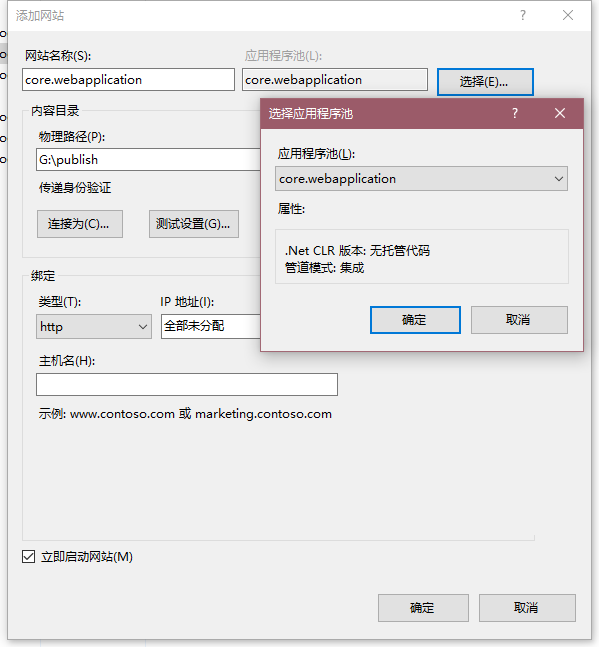 添加网站
网站名称(S):
应用程序池(L):
core.webapplication
core.webapplication
选择(E)...
内容目录
物理路径(P):
G:\publish
传递身份验证
连接为(C)...
测试设置(G)...
绑定
类型(T):
IP 地址(I):
http
全部未分配
主机名(H):
示例: www.contoso.com 或 marketing.contoso.com
立即启动网站(M)
确定
取消
选择应用程序池
应用程序池(L):
core.webapplication
属性:
.Net CLR 版本: 无托管代码
管道模式: 集成
确定
取消